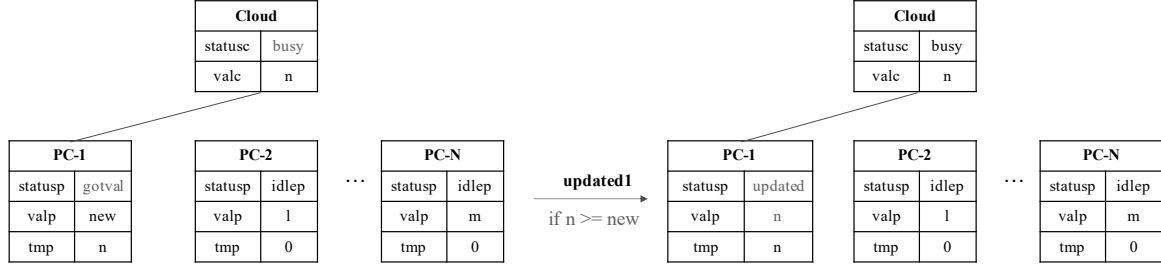 Cloud
statusc busy
valc n
PC-1
statusp gotval
valp new
tmp n
PC-2
statusp idlep
valp l
tmp 0
...
PC-N
statusp idlep
valp m
tmp 0
updated1
if n >= new
Cloud
statusc busy
valc n
PC-1
statusp updated
valp n
tmp n
PC-2
statusp idlep
valp l
tmp 0
...
PC-N
statusp idlep
valp m
tmp 0